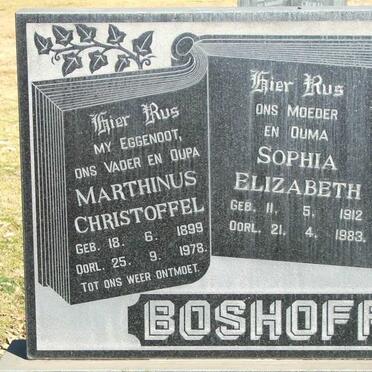 Hier Rus
MY EGGENOOT,
ONS VADER EN OUPA
MARTHINUS
CHRISTOFFEL
GEB. 18. 6. 1899
OORL. 25. 9. 1978.
TOT ONS WEER ONTMOET.
Hier Rus
ONS MOEDER
EN OUMA
SOPHIA
ELIZABETH
GEB. 11. 5. 1912
OORL. 21. 4. 1983.
BOSHOFF